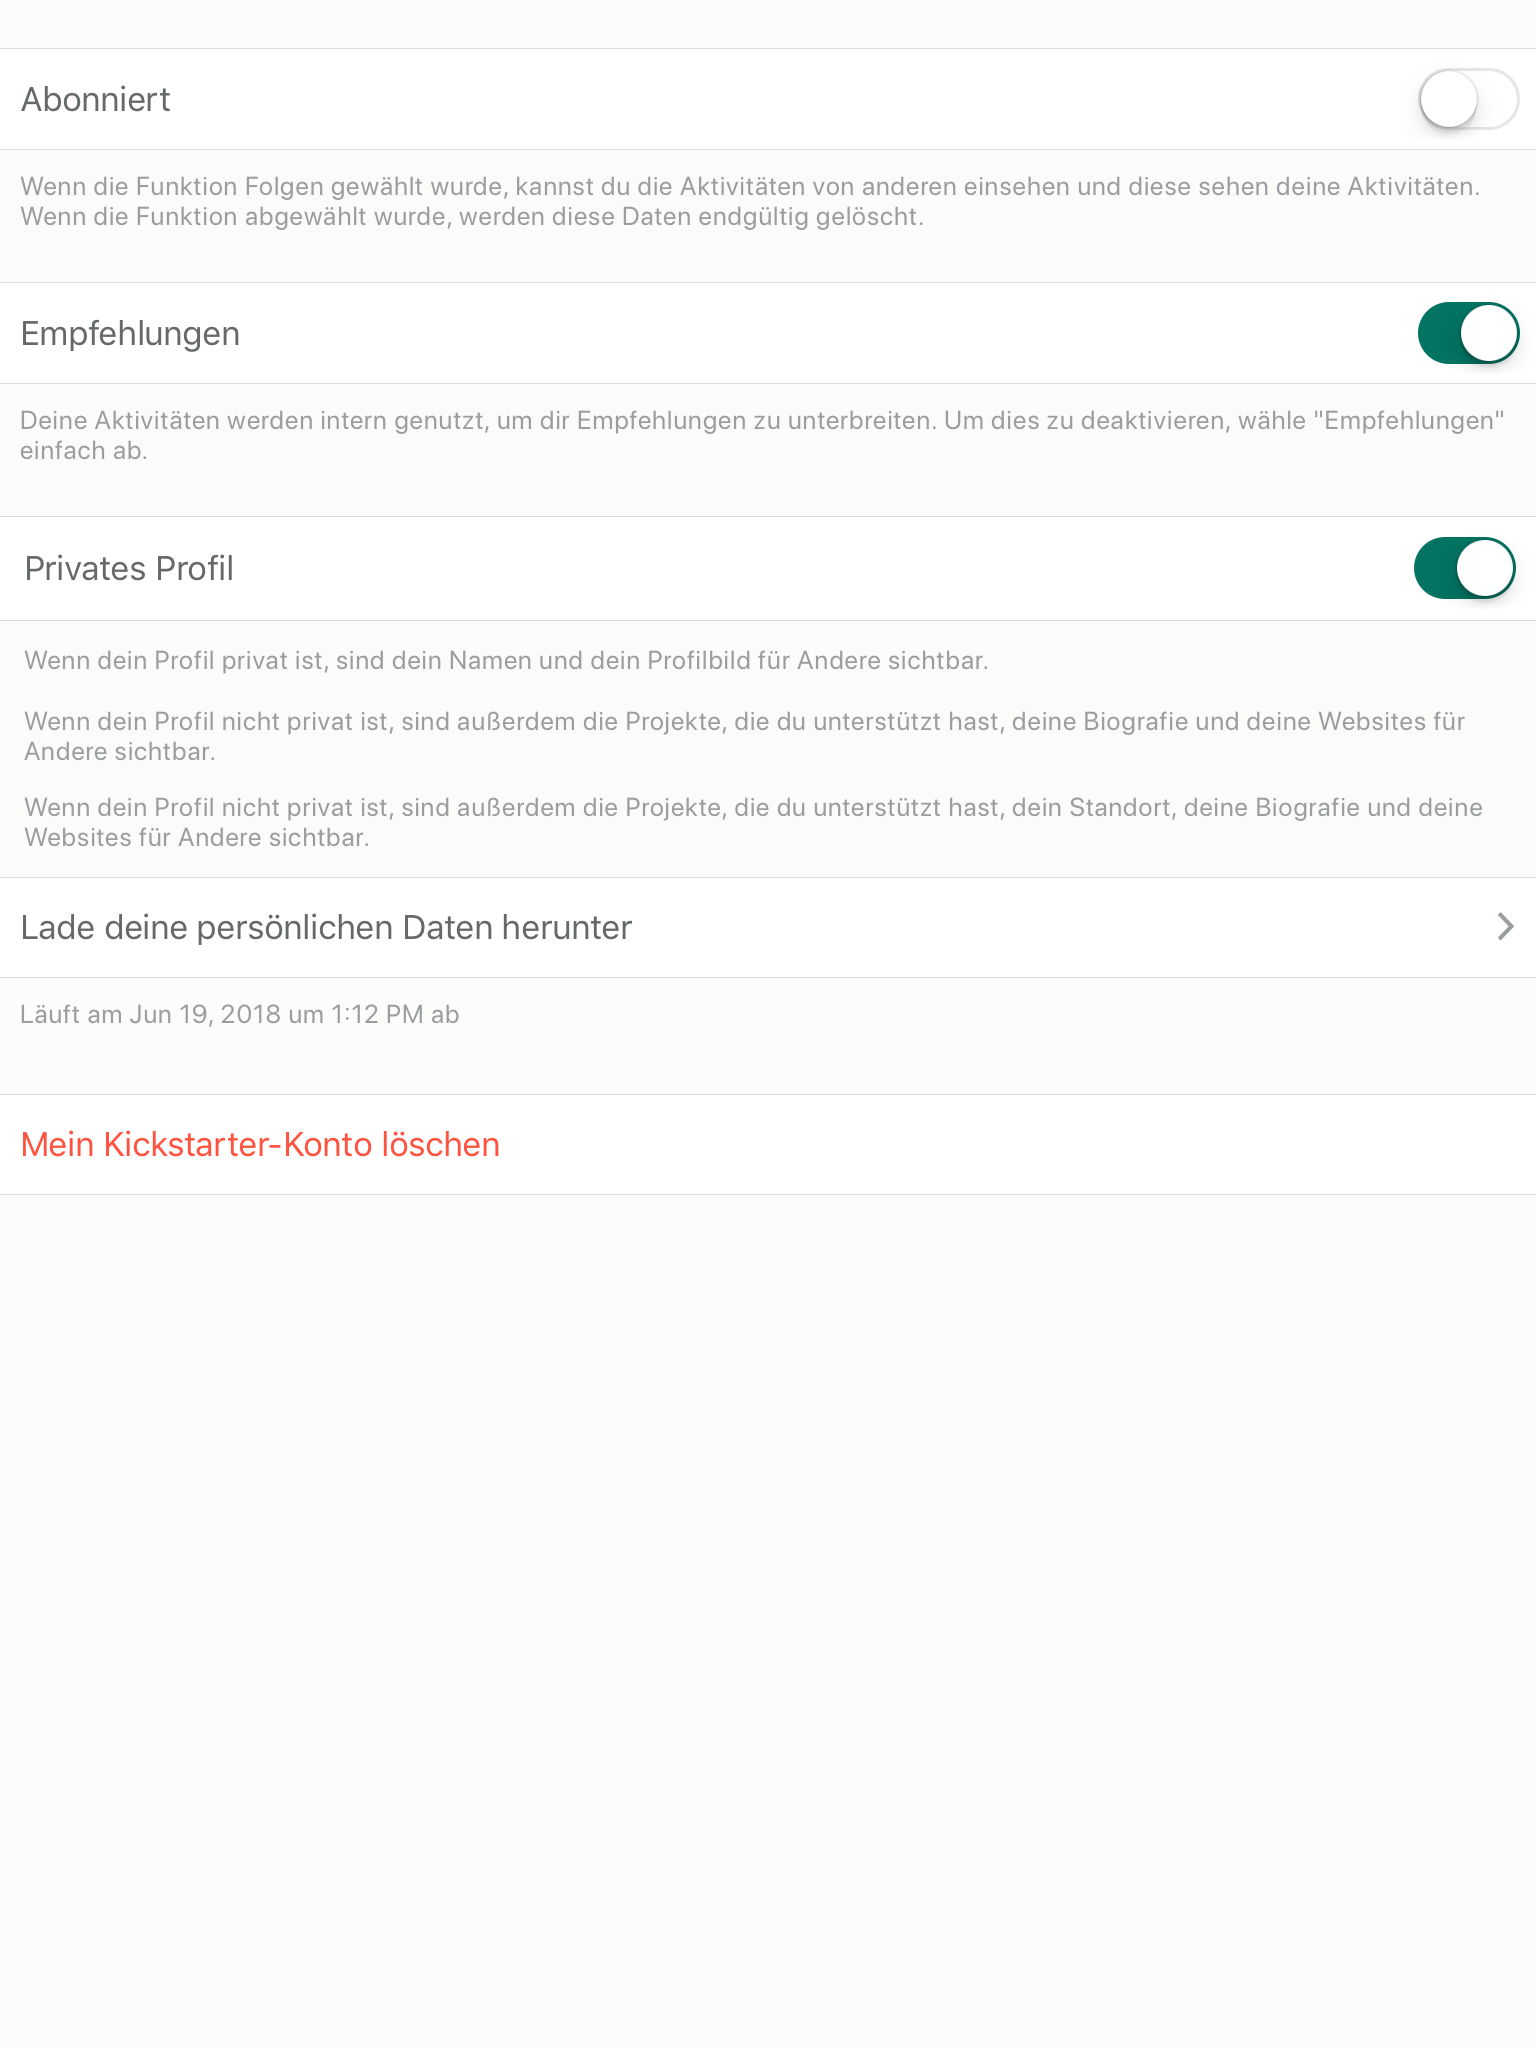 Abonniert
Wenn die Funktion Folgen gewählt wurde, kannst du die Aktivitäten von anderen einsehen und diese sehen deine Aktivitäten.
Wenn die Funktion abgewählt wurde, werden diese Daten endgültig gelöscht.
Empfehlungen
Deine Aktivitäten werden intern genutzt, um dir Empfehlungen zu unterbreiten. Um dies zu deaktivieren, wähle "Empfehlungen"
einfach ab.
Privates Profil
Wenn dein Profil privat ist, sind dein Namen und dein Profilbild für Andere sichtbar.
Wenn dein Profil nicht privat ist, sind außerdem die Projekte, die du unterstützt hast, deine Biografie und deine Websites für
Andere sichtbar.
Wenn dein Profil nicht privat ist, sind außerdem die Projekte, die du unterstützt hast, dein Standort, deine Biografie und deine
Websites für Andere sichtbar.
Lade deine persönlichen Daten herunter
Läuft am Jun 19, 2018 um 1:12 PM ab
Mein Kickstarter-Konto löschen